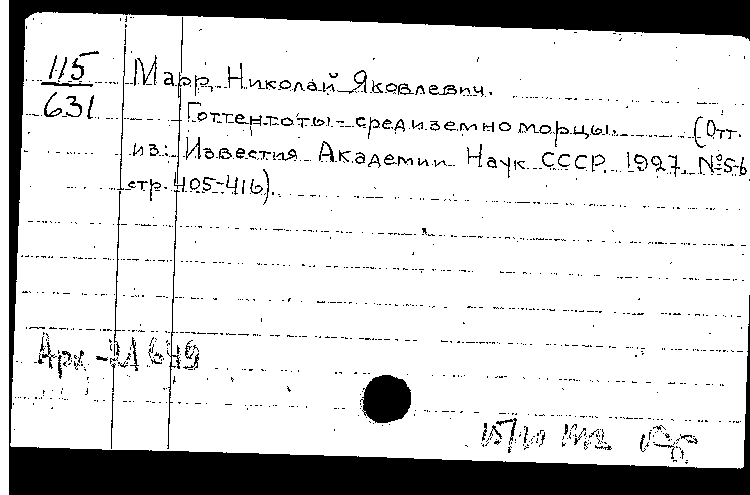 115
631
Марр, Николай Яковлевич.
Готтентоты-средиземноморцы. (Отт.
из: Известия Академии Наук СССР, 1927, №5-6,
стр. 405-416).
Арх
15/